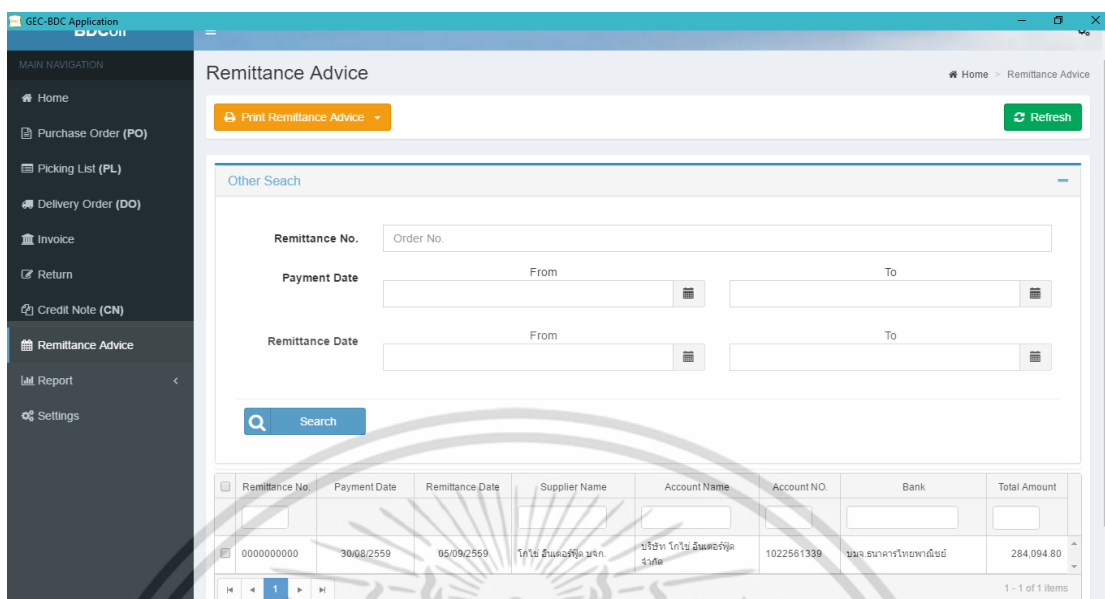 GEC-BDC Application
BDCoff
MAIN NAVIGATION
Home
Purchase Order (PO)
Picking List (PL)
Delivery Order (DO)
Invoice
Return
Credit Note (CN)
Remittance Advice
Report
Settings
Remittance Advice
Home > Remittance Advice
Print Remittance Advice
Refresh
Other Seach
Remittance No. Order No.
From To
Payment Date
From To
Remittance Date
Search
Remittance No. Payment Date Remittance Date Supplier Name Account Name Account NO. Bank Total Amount
0000000000 30/08/2559 05/09/2559 โกไข่ อินเตอร์ฟู๊ด บจก. บริษัท โกไข่ อินเตอร์ฟู๊ด จำกัด 1022561339 บมจ.ธนาคารไทยพาณิชย์ 284,094.80
1 1 - 1 of 1 items